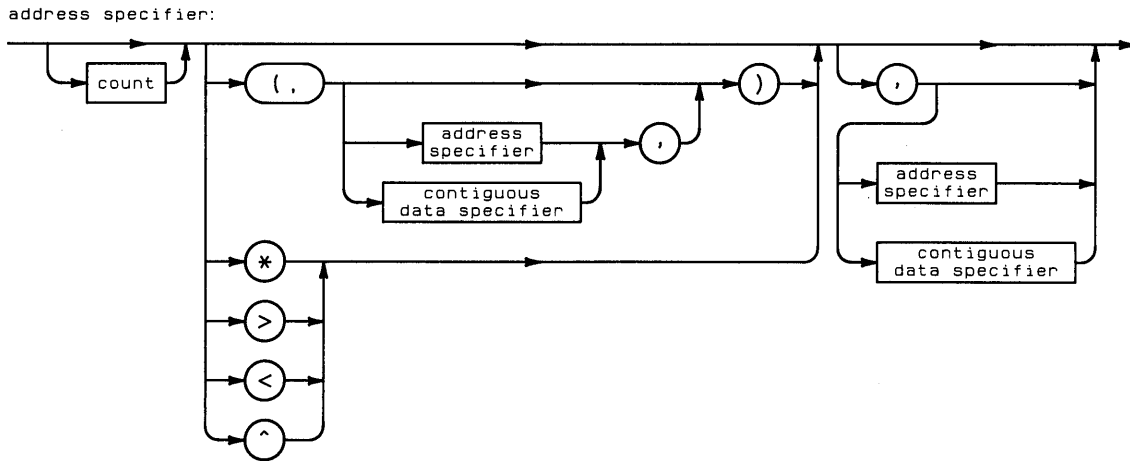 address specifier:
count
( ,
)
,
address
specifier
,
contiguous
data specifier
address
specifier
contiguous
data specifier
*
>
<
^